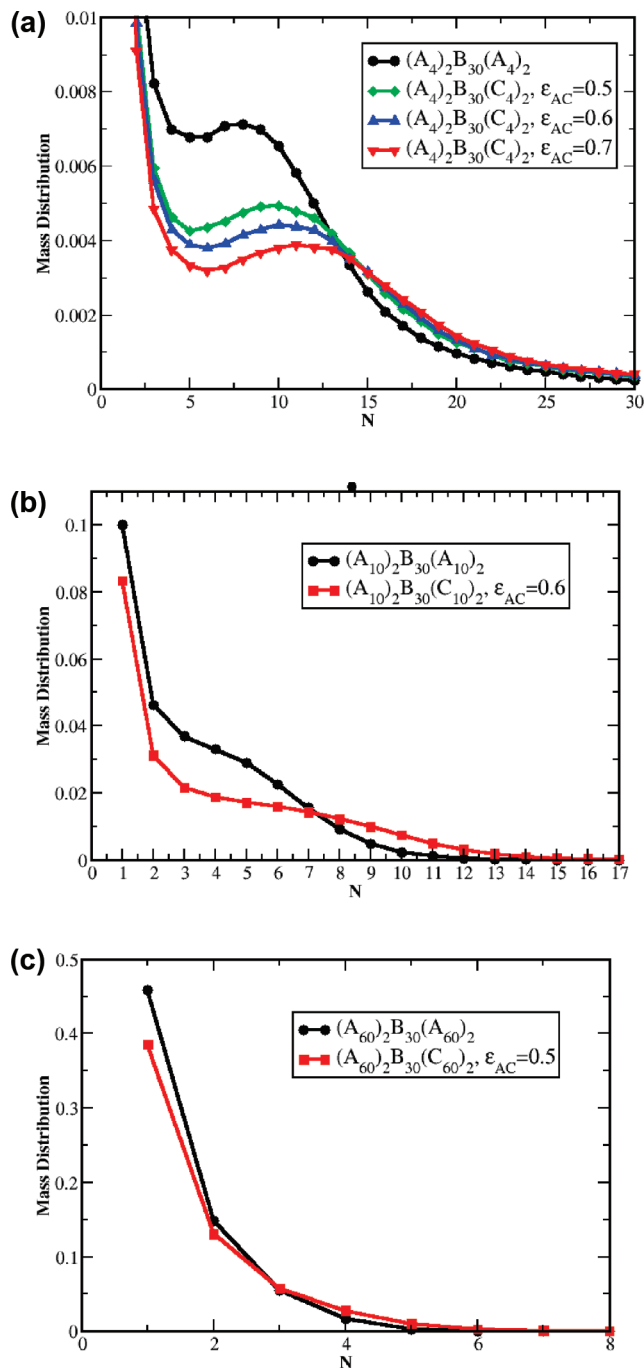 (a)
0.01
0.008
0.006
0.004
0.002
0
Mass Distribution
(A₄)₂B₃₀(A₄)₂
(A₄)₂B₃₀(C₄)₂, ε_AC=0.5
(A₄)₂B₃₀(C₄)₂, ε_AC=0.6
(A₄)₂B₃₀(C₄)₂, ε_AC=0.7
0 5 10 15 20 25 30
N
(b)
0.1
0.08
0.06
0.04
0.02
0
Mass Distribution
(A₁₀)₂B₃₀(A₁₀)₂
(A₁₀)₂B₃₀(C₁₀)₂, ε_AC=0.6
0 1 2 3 4 5 6 7 8 9 10 11 12 13 14 15 16 17
N
(c)
0.5
0.4
0.3
0.2
0.1
0
Mass Distribution
(A₆₀)₂B₃₀(A₆₀)₂
(A₆₀)₂B₃₀(C₆₀)₂, ε_AC=0.5
0 2 4 6 8
N